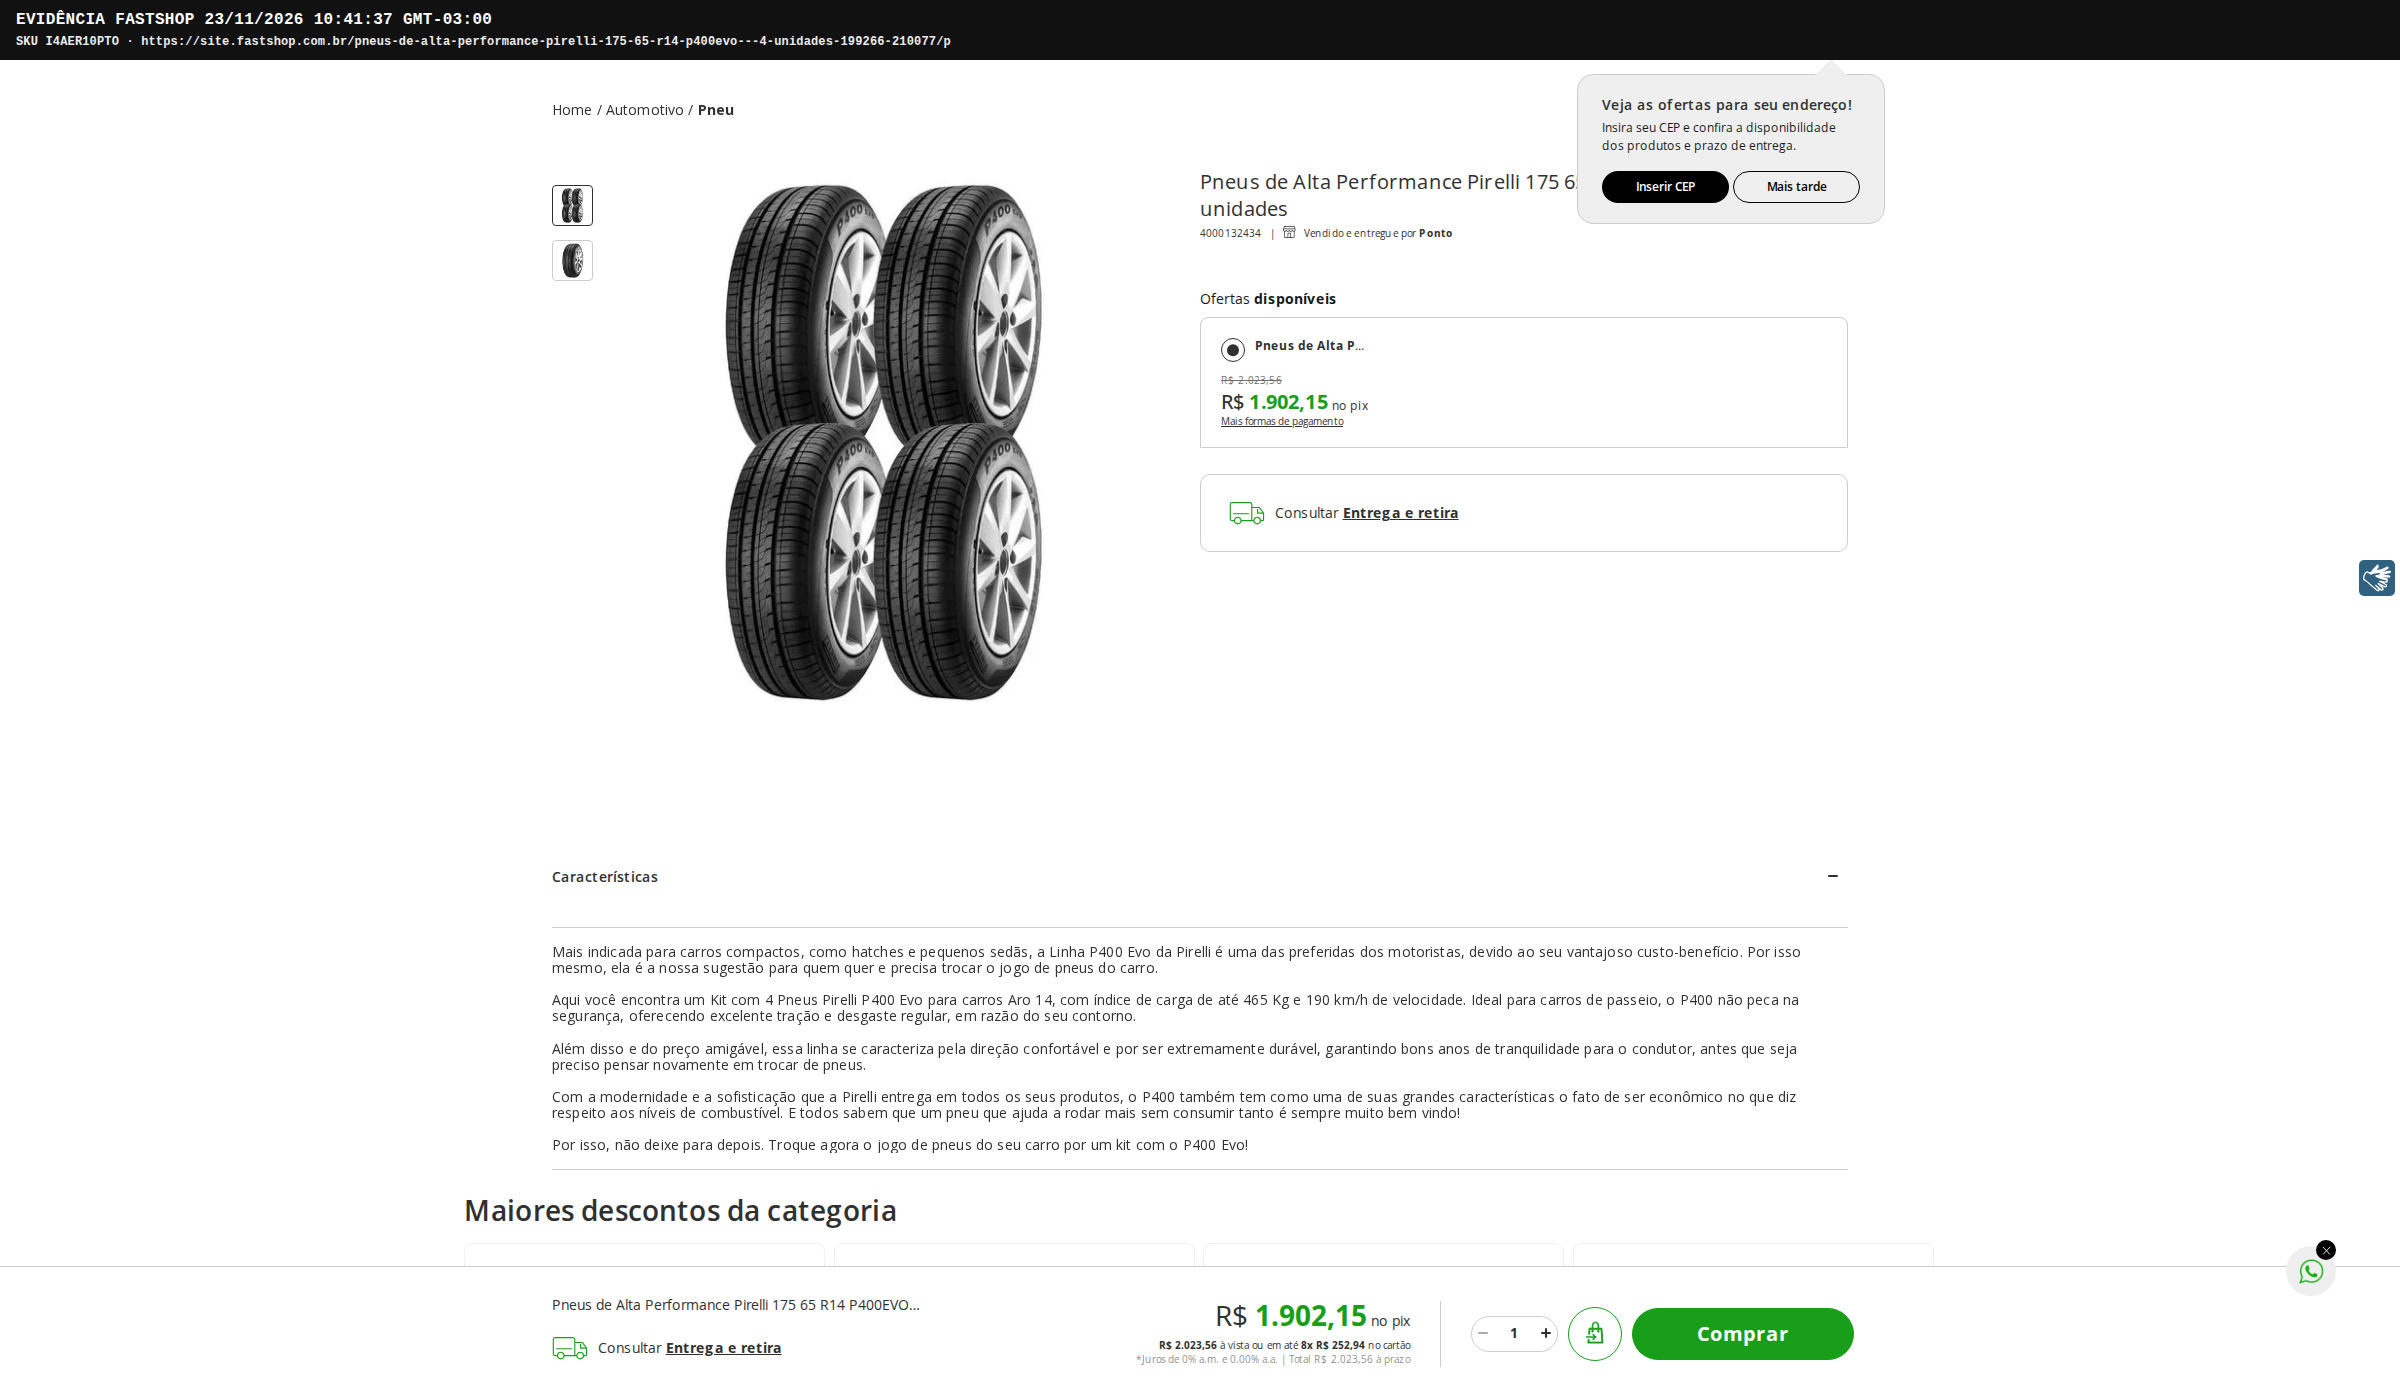 EVIDÊNCIA FASTSHOP 23/11/2026 10:41:37 GMT-03:00
SKU I4AER10PTO · https://site.fastshop.com.br/pneus-de-alta-performance-pirelli-175-65-r14-p400evo---4-unidades-199266-210077/p
Veja as ofertas para seu endereço!
Insira seu CEP e confira a disponibilidade
dos produtos e prazo de entrega.
Inserir CEP
Mais tarde
Home / Automotivo / Pneu
Pneus de Alta Performance Pirelli 175 65
unidades
4000132434 | Vendido e entregue por Ponto
P400 EVO
P400 EVO
P400 EVO
P400 EVO
Ofertas disponíveis
Pneus de Alta P...
R$ 2.023,56
R$ 1.902,15 no pix
Mais formas de pagamento
Consultar Entrega e retira
Características
Mais indicada para carros compactos, como hatches e pequenos sedãs, a Linha P400 Evo da Pirelli é uma das preferidas dos motoristas, devido ao seu vantajoso custo-benefício. Por isso
mesmo, ela é a nossa sugestão para quem quer e precisa trocar o jogo de pneus do carro.
Aqui você encontra um Kit com 4 Pneus Pirelli P400 Evo para carros Aro 14, com índice de carga de até 465 Kg e 190 km/h de velocidade. Ideal para carros de passeio, o P400 não peca na
segurança, oferecendo excelente tração e desgaste regular, em razão do seu contorno.
Além disso e do preço amigável, essa linha se caracteriza pela direção confortável e por ser extremamente durável, garantindo bons anos de tranquilidade para o condutor, antes que seja
preciso pensar novamente em trocar de pneus.
Com a modernidade e a sofisticação que a Pirelli entrega em todos os seus produtos, o P400 também tem como uma de suas grandes características o fato de ser econômico no que diz
respeito aos níveis de combustível. E todos sabem que um pneu que ajuda a rodar mais sem consumir tanto é sempre muito bem vindo!
Por isso, não deixe para depois. Troque agora o jogo de pneus do seu carro por um kit com o P400 Evo!
Maiores descontos da categoria
Pneus de Alta Performance Pirelli 175 65 R14 P400EVO...
Consultar Entrega e retira
R$ 1.902,15 no pix
R$ 2.023,56 à vista ou em até 8x R$ 252,94 no cartão
*Juros de 0% a.m. e 0.00% a.a. | Total R$ 2.023,56 à prazo
1
Comprar